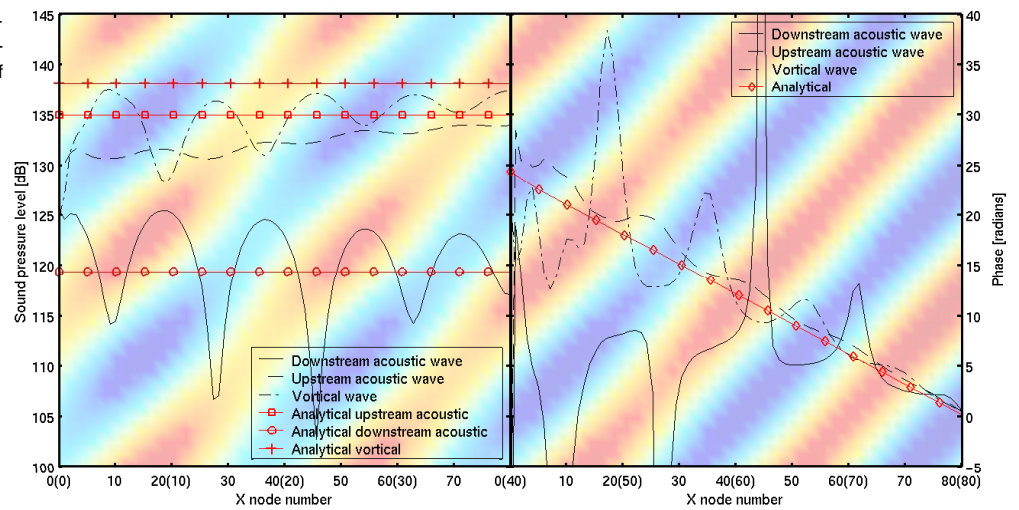 f
145
140
135
130
125
120
115
110
105
100
Sound pressure level [dB]
Downstream acoustic wave
Upstream acoustic wave
Vortical wave
Analytical upstream acoustic
Analytical downstream acoustic
Analytical vortical
0(0) 10 20(10) 30 40(20) 50 60(30) 70 0(40)
X node number
Downstream acoustic wave
Upstream acoustic wave
Vortical wave
Analytical
40
35
30
25
20
15
10
5
0
−5
Phase [radians]
10 20(50) 30 40(60) 50 60(70) 70 80(80)
X node number